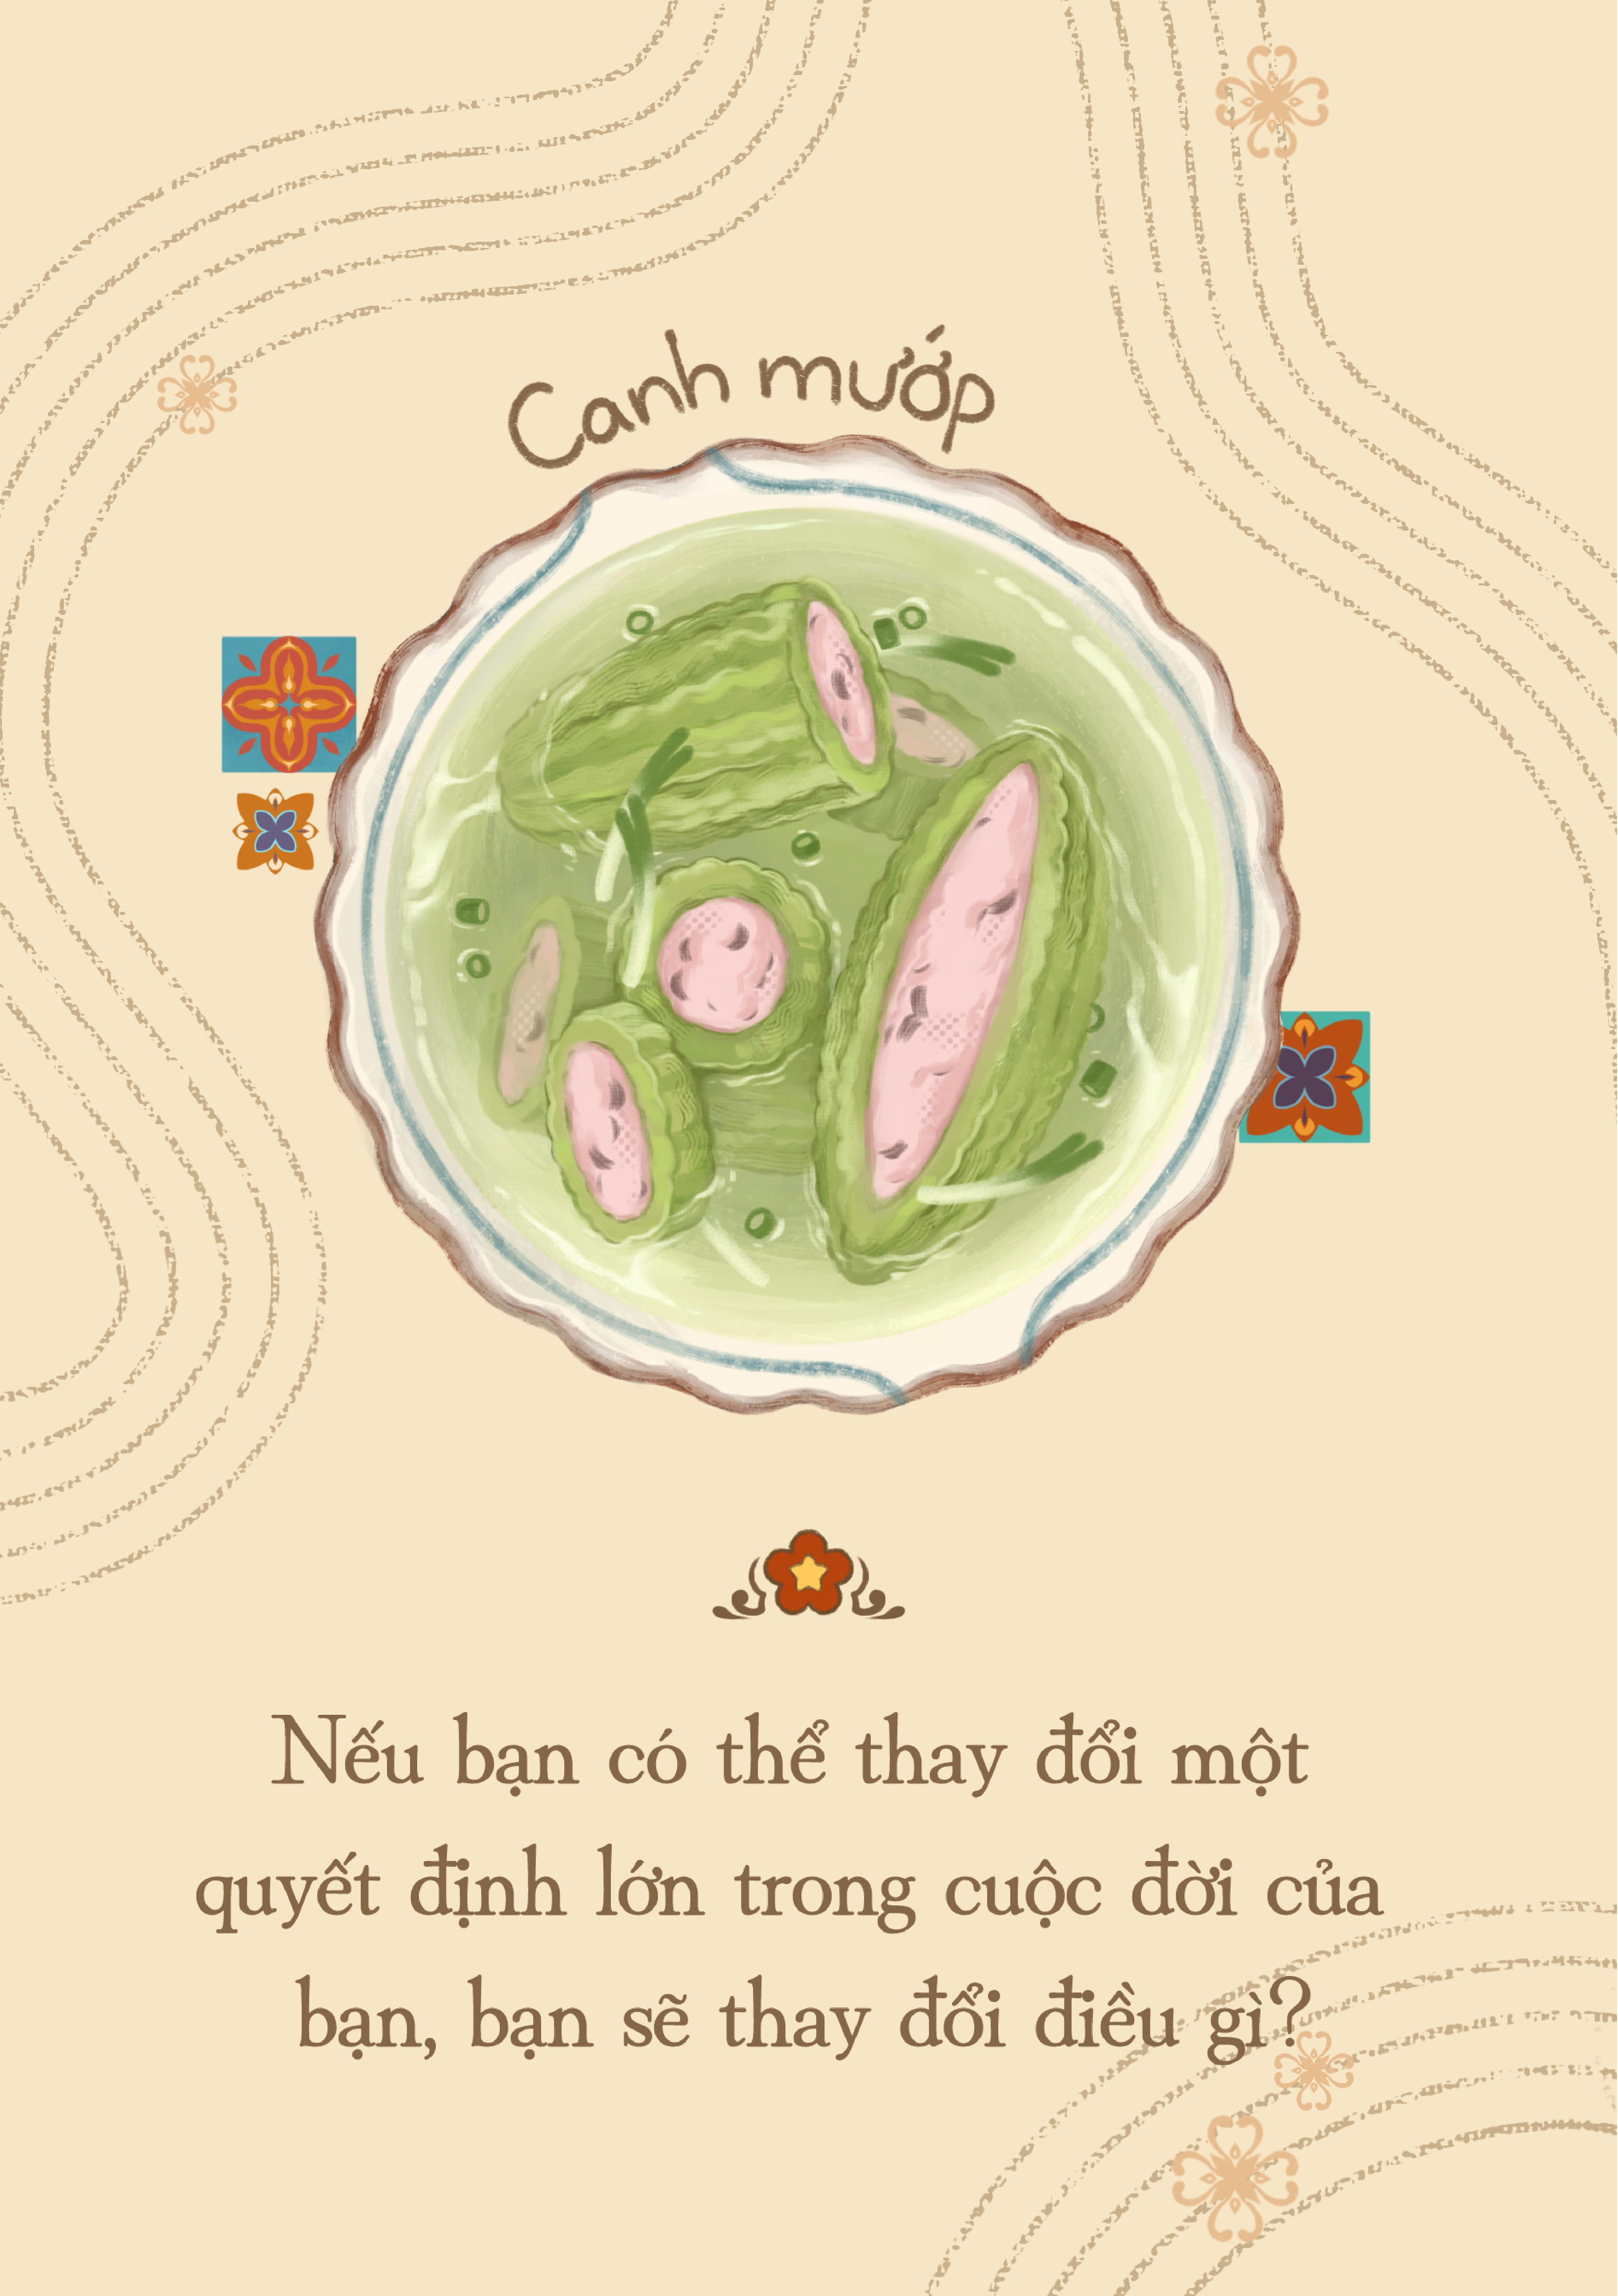 Canh mướp
Nếu bạn có thể thay đổi một
quyết định lớn trong cuộc đời của
bạn, bạn sẽ thay đổi điều gì?